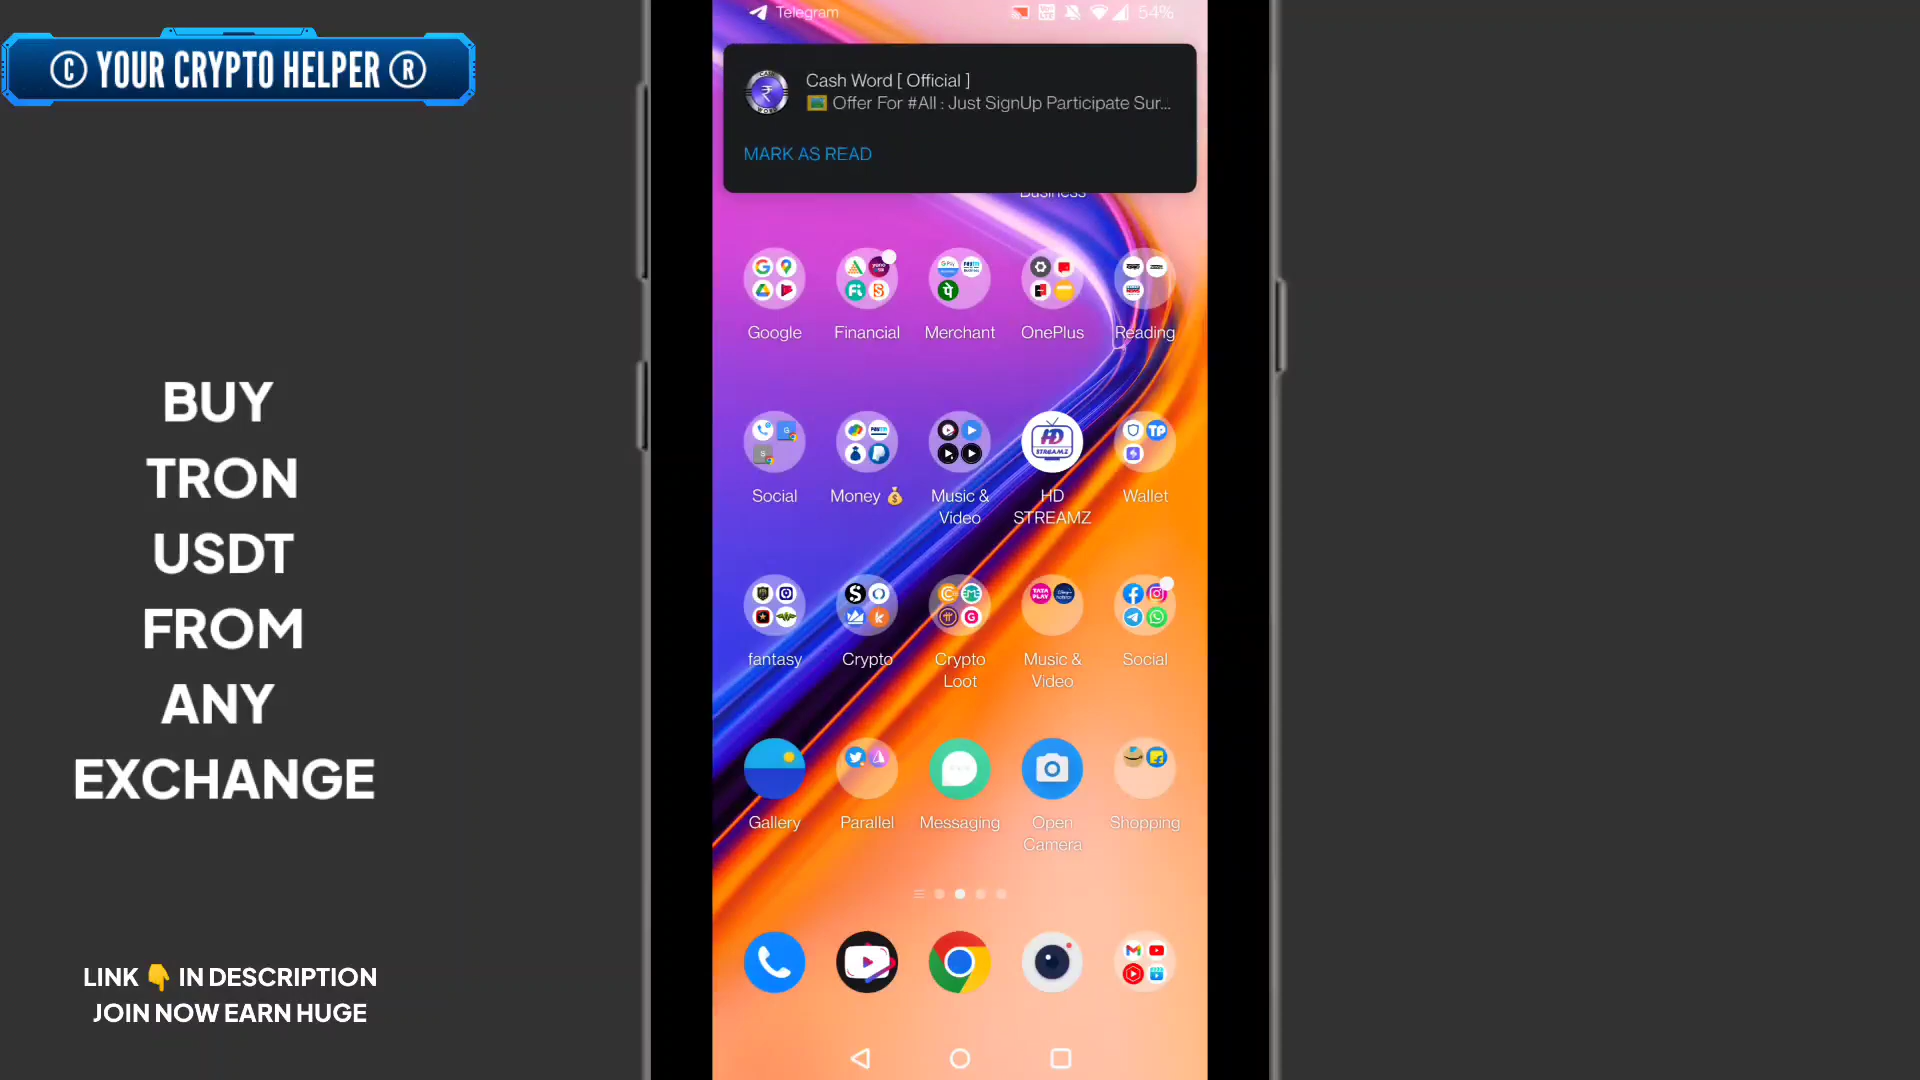 © YOUR CRYPTO HELPER ®
BUY
TRON
USDT
FROM
ANY
EXCHANGE
LINK 👇 IN DESCRIPTION
JOIN NOW EARN HUGE
Telegram
54%
Cash Word [ Official ]
Offer For #All : Just SignUp Participate Sur...
MARK AS READ
Business
Google
Financial
Merchant
OnePlus
Reading
Social
Money 💰
Music &
Video
HD
STREAMZ
Wallet
fantasy
Crypto
Crypto
Loot
Music &
Video
Social
Gallery
Parallel
Messaging
Open
Camera
Shopping